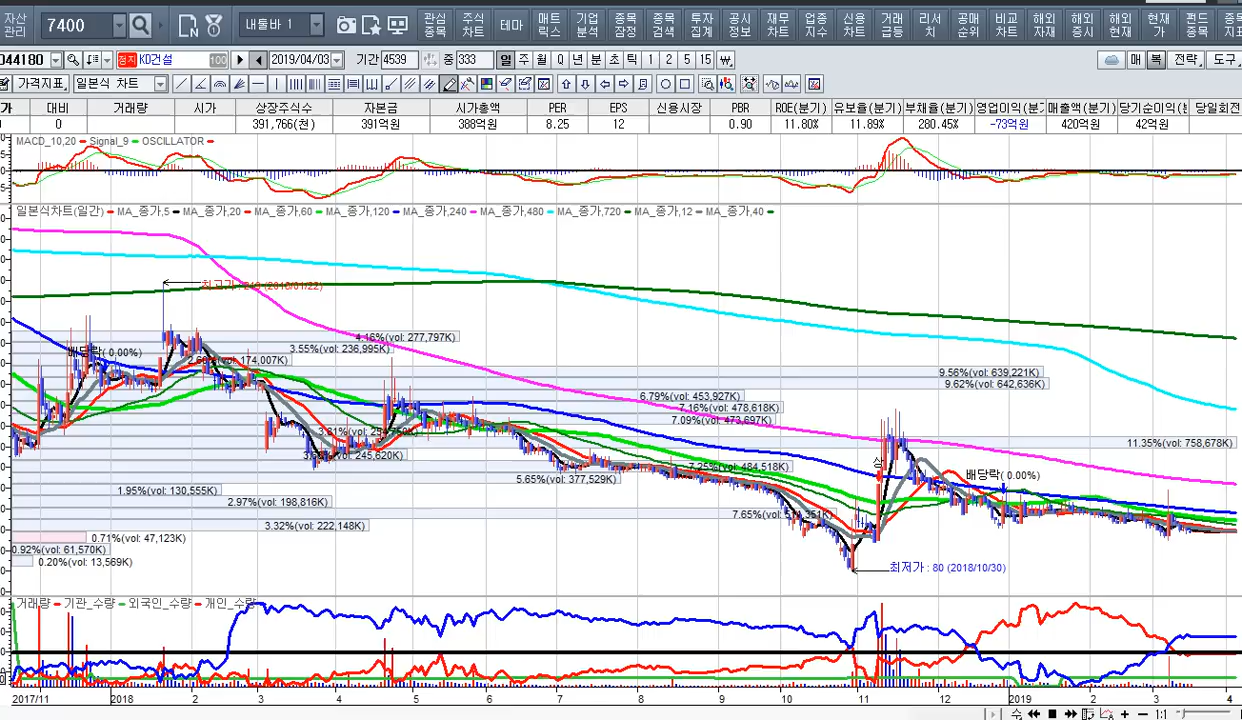 자산 관리 7400 내툴바 1 관심 종목 주식 차트 테마 매트 릭스 기업 분석 종목 잠정 종목 검색 투자 집계 공시 정보 재무 차트 업종 지수 신용 차트 거래 급등 리서 치 공매 순위 비교 차트 해외 자재 해외 증시 해외 현재 현재 가 펀드 종목
044180 정지 KD건설 100 2019/04/03 기간 4539 중 333 일 주 월 Q 년 분 초 틱 1 2 5 15 매 복 전략 도구
가격지표 일본식 차트
가 대비 거래량 시가 상장주식수 자본금 시가총액 PER EPS 신용시장 PBR ROE(분기) 유보율(분기) 부채율(분기) 영업이익(분기 매출액(분기) 당기순이익( 당일회전
0 391,766(천) 391억원 388억원 8.25 12 0.90 11.80% 11.89% 280.45% -73억원 420억원 42억원
MACD_10,20 Signal_9 OSCILLATOR
일본식차트(일간) MA_종가,5 MA_종가,20 MA_종가,60 MA_종가,120 MA_종가,240 MA_종가,480 MA_종가,720 MA_종가,12 MA_종가,40
4.16%(vol: 277,797K)
3.55%(vol: 236,995K)
배당락( 0.00%)
174,007K)
9.56%(vol: 639,221K)
9.62%(vol: 642,636K)
6.79%(vol: 453,927K)
7.16%(vol: 478,618K)
7.09%(vol: 473,697K)
11.35%(vol: 758,678K)
245,620K)
상
7.25%(vol: 484,518K)
배당락( 0.00%)
5.65%(vol: 377,529K)
1.95%(vol: 130,555K)
2.97%(vol: 198,816K)
3.32%(vol: 222,148K)
0.71%(vol: 47,123K)
0.92%(vol: 61,570K)
0.20%(vol: 13,569K)
최저가 : 80 (2018/10/30)
거래량 기관_수량 외국인_수량 개인_수량
2017/11 2018 2 3 4 5 6 7 8 9 10 11 12 2019 2 3 4
1:1